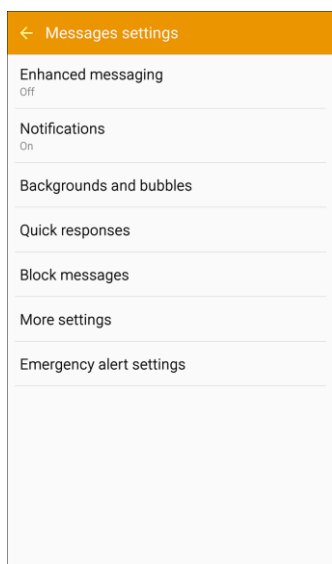 Messages settings
Enhanced messaging
Off
Notifications
On
Backgrounds and bubbles
Quick responses
Block messages
More settings
Emergency alert settings